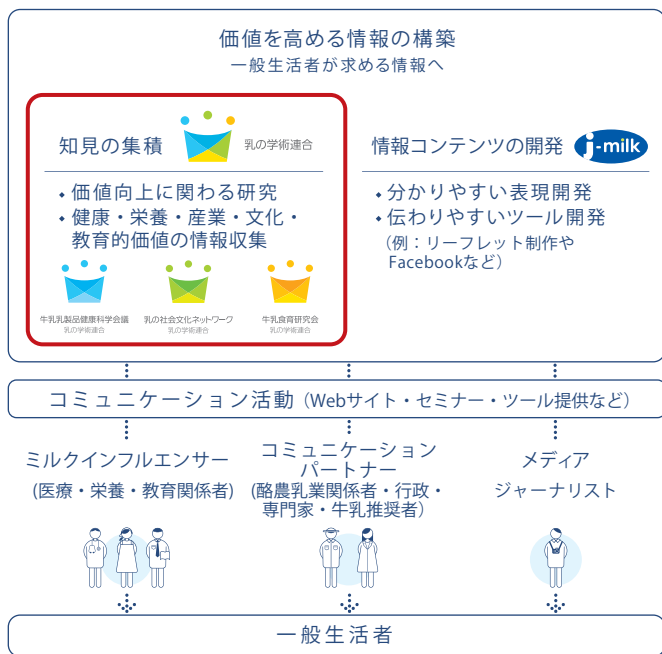 価値を高める情報の構築
一般生活者が求める情報へ
知見の集積
乳の学術連合
・価値向上に関わる研究
・健康・栄養・産業・文化・
教育的価値の情報収集
牛乳乳製品健康科学会議
乳の学術連合
乳の社会文化ネットワーク
乳の学術連合
牛乳食育研究会
乳の学術連合
情報コンテンツの開発
j-milk
・分かりやすい表現開発
・伝わりやすいツール開発
（例：リーフレット制作や
Facebookなど）
コミュニケーション活動（Webサイト・セミナー・ツール提供など）
ミルクインフルエンサー
(医療・栄養・教育関係者)
コミュニケーション
パートナー
(酪農乳業関係者・行政・
専門家・牛乳推奨者）
メディア
ジャーナリスト
一般生活者